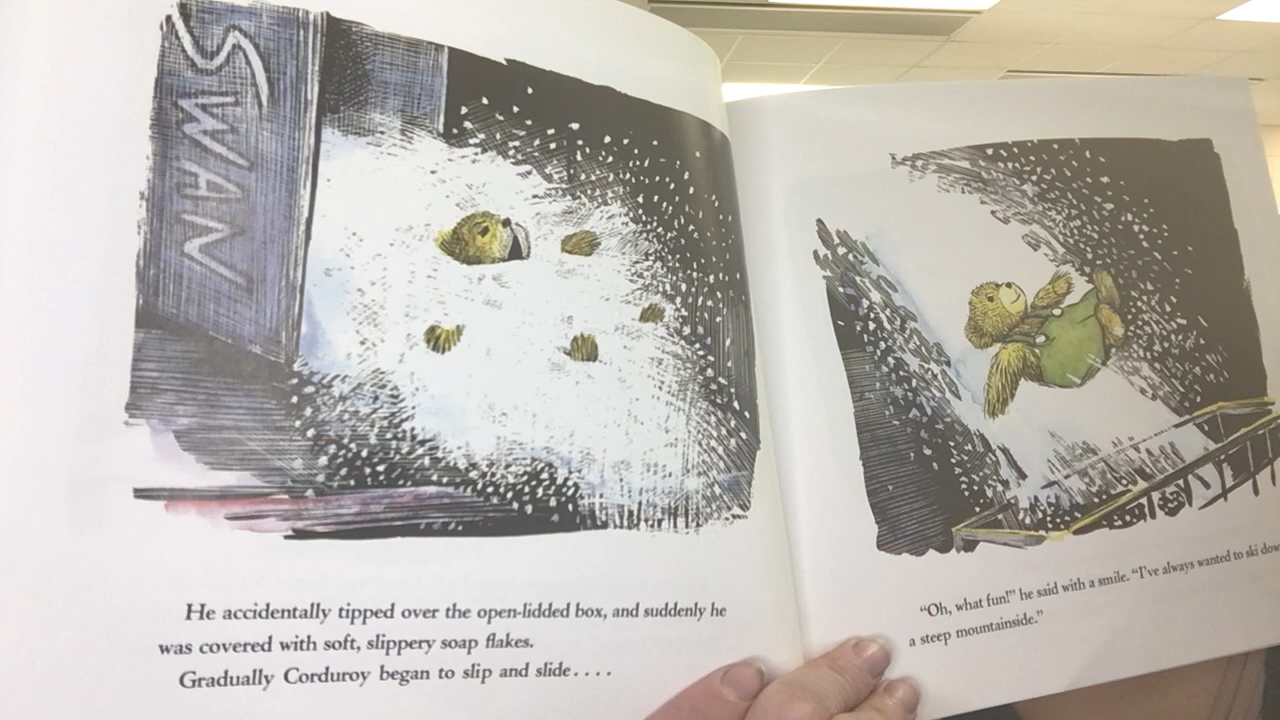 SWAN
He accidentally tipped over the open-lidded box, and suddenly he
was covered with soft, slippery soap flakes.
Gradually Corduroy began to slip and slide....
"Oh, what fun!" he said with a smile. "I've always wanted to ski down
a steep mountainside."